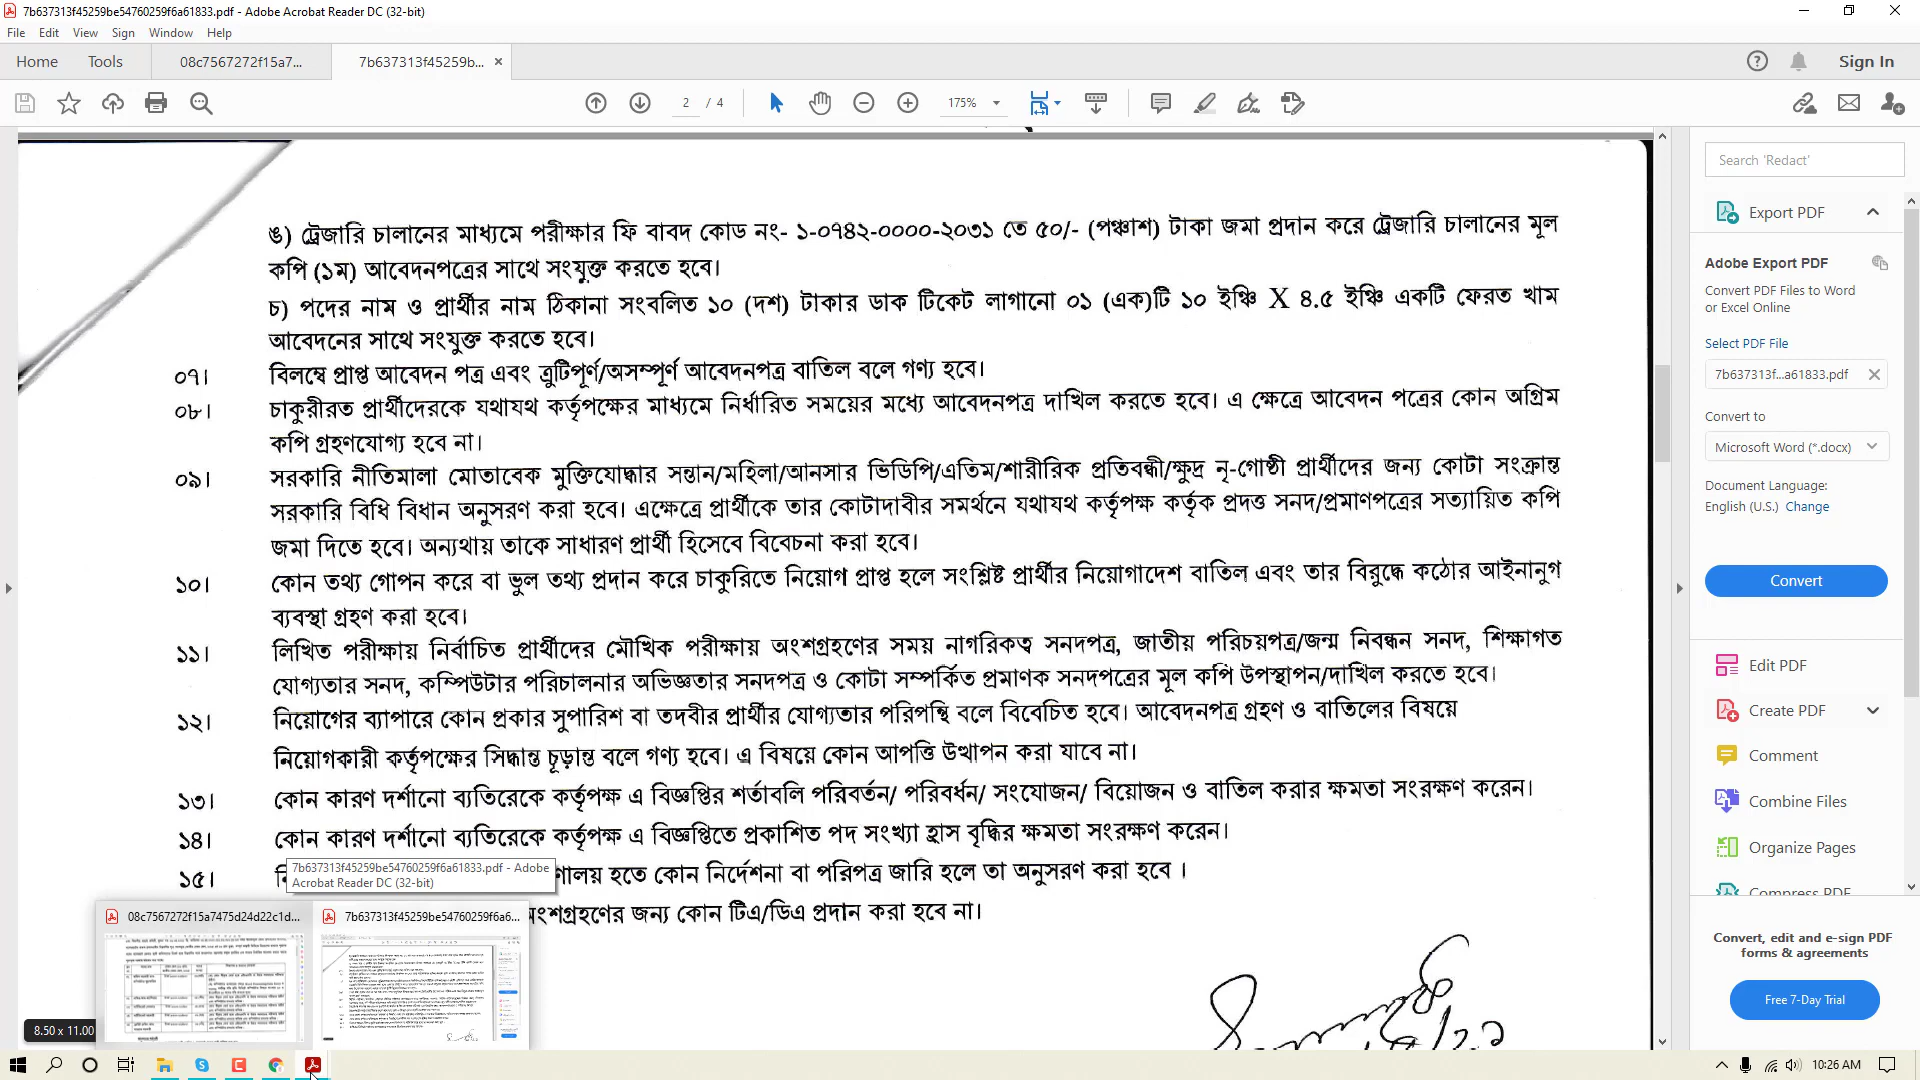 7b637313f45259be54760259f6a61833.pdf - Adobe Acrobat Reader DC (32-bit)
File Edit View Sign Window Help
Home Tools 08c7567272f15a7... 7b637313f45259b... Sign In
2 / 4 175%
ঙ) ট্রেজারি চালানের মাধ্যমে পরীক্ষার ফি বাবদ কোড নং- ১-০৭৪২-০০০০-২০৩১ তে ৫০/- (পঞ্চাশ) টাকা জমা প্রদান করে ট্রেজারি চালানের মূল
কপি (১ম) আবেদনপত্রের সাথে সংযুক্ত করতে হবে।
চ) পদের নাম ও প্রার্থীর নাম ঠিকানা সংবলিত ১০ (দশ) টাকার ডাক টিকেট লাগানো ০১ (এক)টি ১০ ইঞ্চি X ৪.৫ ইঞ্চি একটি ফেরত খাম
আবেদনের সাথে সংযুক্ত করতে হবে।
০৭। বিলম্বে প্রাপ্ত আবেদন পত্র এবং ত্রুটিপূর্ণ/অসম্পূর্ণ আবেদনপত্র বাতিল বলে গণ্য হবে।
০৮। চাকুরীরত প্রার্থীদেরকে যথাযথ কর্তৃপক্ষের মাধ্যমে নির্ধারিত সময়ের মধ্যে আবেদনপত্র দাখিল করতে হবে। এ ক্ষেত্রে আবেদন পত্রের কোন অগ্রিম
কপি গ্রহণযোগ্য হবে না।
০৯। সরকারি নীতিমালা মোতাবেক মুক্তিযোদ্ধার সন্তান/মহিলা/আনসার ভিডিপি/এতিম/শারীরিক প্রতিবন্ধী/ক্ষুদ্র নৃ-গোষ্ঠী প্রার্থীদের জন্য কোটা সংক্রান্ত
সরকারি বিধি বিধান অনুসরণ করা হবে। এক্ষেত্রে প্রার্থীকে তার কোটাদাবীর সমর্থনে যথাযথ কর্তৃপক্ষ কর্তৃক প্রদত্ত সনদ/প্রমাণপত্রের সত্যায়িত কপি
জমা দিতে হবে। অন্যথায় তাকে সাধারণ প্রার্থী হিসেবে বিবেচনা করা হবে।
১০। কোন তথ্য গোপন করে বা ভুল তথ্য প্রদান করে চাকুরিতে নিয়োগ প্রাপ্ত হলে সংশ্লিষ্ট প্রার্থীর নিয়োগাদেশ বাতিল এবং তার বিরুদ্ধে কঠোর আইনানুগ
ব্যবস্থা গ্রহণ করা হবে।
১১। লিখিত পরীক্ষায় নির্বাচিত প্রার্থীদের মৌখিক পরীক্ষায় অংশগ্রহণের সময় নাগরিকত্ব সনদপত্র, জাতীয় পরিচয়পত্র/জন্ম নিবন্ধন সনদ, শিক্ষাগত
যোগ্যতার সনদ, কম্পিউটার পরিচালনার অভিজ্ঞতার সনদপত্র ও কোটা সম্পর্কিত প্রমাণক সনদপত্রের মূল কপি উপস্থাপন/দাখিল করতে হবে।
১২। নিয়োগের ব্যাপারে কোন প্রকার সুপারিশ বা তদবীর প্রার্থীর যোগ্যতার পরিপন্থি বলে বিবেচিত হবে। আবেদনপত্র গ্রহণ ও বাতিলের বিষয়ে
নিয়োগকারী কর্তৃপক্ষের সিদ্ধান্ত চূড়ান্ত বলে গণ্য হবে। এ বিষয়ে কোন আপত্তি উত্থাপন করা যাবে না।
১৩। কোন কারণ দর্শানো ব্যতিরেকে কর্তৃপক্ষ এ বিজ্ঞপ্তির শর্তাবলি পরিবর্তন/ পরিবর্ধন/ সংযোজন/ বিয়োজন ও বাতিল করার ক্ষমতা সংরক্ষণ করেন।
১৪। কোন কারণ দর্শানো ব্যতিরেকে কর্তৃপক্ষ এ বিজ্ঞপ্তিতে প্রকাশিত পদ সংখ্যা হ্রাস বৃদ্ধির ক্ষমতা সংরক্ষণ করেন।
১৫। হতে কোন নির্দেশনা বা পরিপত্র জারি হলে তা অনুসরণ করা হবে ।
অংশগ্রহণের জন্য কোন টিএ/ডিএ প্রদান করা হবে না।
7b637313f45259be54760259f6a61833.pdf - Adobe
Acrobat Reader DC (32-bit)
08c7567272f15a7475d24d22c1d... 7b637313f45259be54760259f6a6...
8.50 x 11.00
Search 'Redact'
Export PDF
Adobe Export PDF
Convert PDF Files to Word
or Excel Online
Select PDF File
7b637313f...a61833.pdf
Convert to
Microsoft Word (*.docx)
Document Language:
English (U.S.) Change
Convert
Edit PDF
Create PDF
Comment
Combine Files
Organize Pages
Compress PDF
Convert, edit and e-sign PDF
forms & agreements
Free 7-Day Trial
10:26 AM